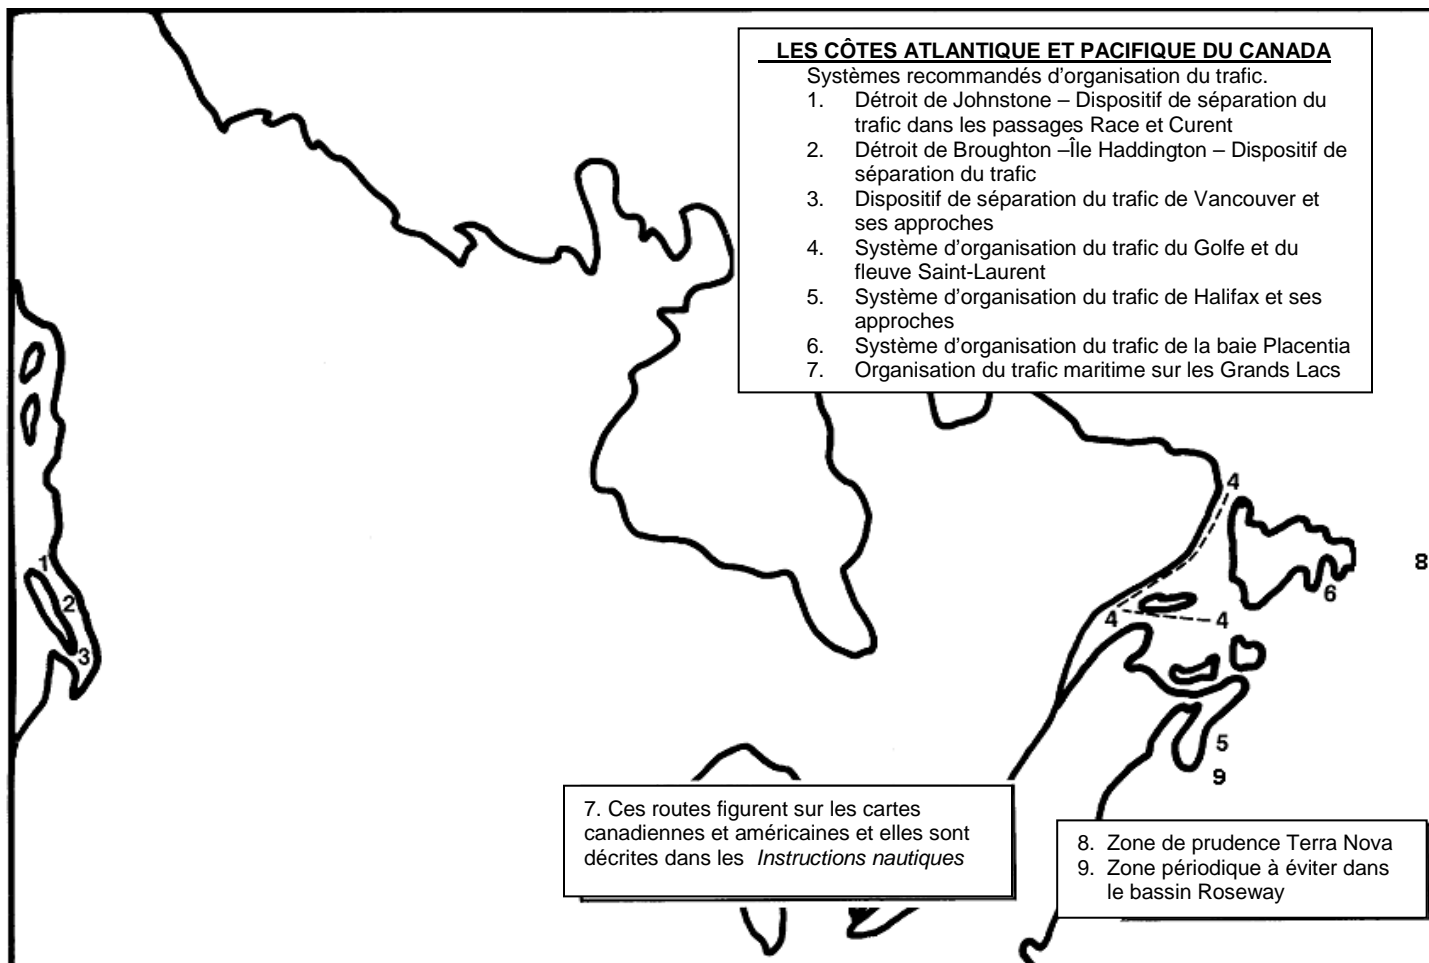 LES CÔTES ATLANTIQUE ET PACIFIQUE DU CANADA
Systèmes recommandés d'organisation du trafic.
1. Détroit de Johnstone – Dispositif de séparation du
trafic dans les passages Race et Curent
2. Détroit de Broughton –Île Haddington – Dispositif de
séparation du trafic
3. Dispositif de séparation du trafic de Vancouver et
ses approches
4. Système d'organisation du trafic du Golfe et du
fleuve Saint-Laurent
5. Système d'organisation du trafic de Halifax et ses
approches
6. Système d'organisation du trafic de la baie Placentia
7. Organisation du trafic maritime sur les Grands Lacs
4
8
1
6
2
4
4
3
5
9
7. Ces routes figurent sur les cartes
canadiennes et américaines et elles sont
décrites dans les Instructions nautiques
8. Zone de prudence Terra Nova
9. Zone périodique à éviter dans
le bassin Roseway